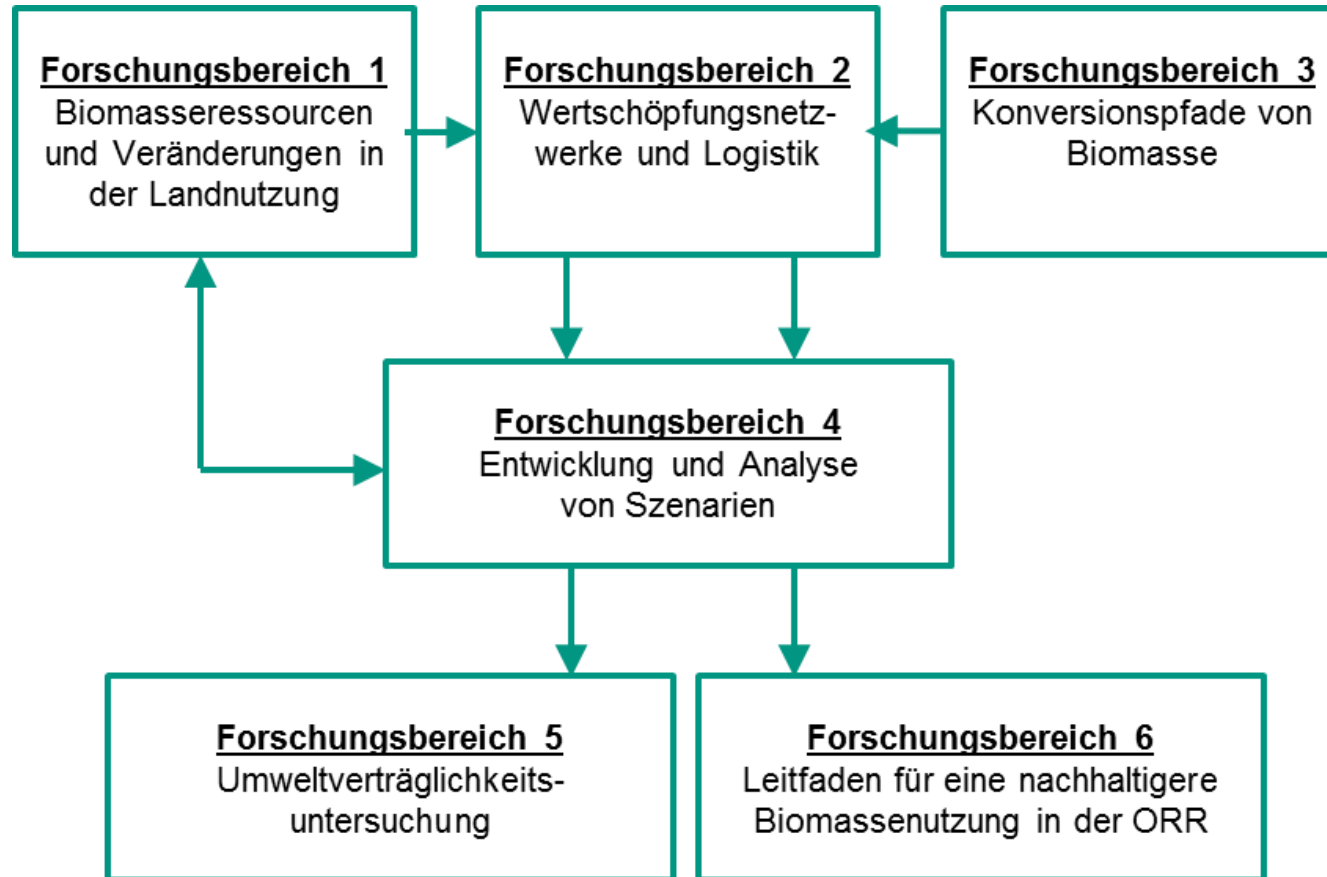 Forschungsbereich 1
Biomasseressourcen
und Veränderungen in
der Landnutzung
Forschungsbereich 2
Wertschöpfungsnetz-
werke und Logistik
Forschungsbereich 3
Konversionspfade von
Biomasse
Forschungsbereich 4
Entwicklung und Analyse
von Szenarien
Forschungsbereich 5
Umweltverträglichkeits-
untersuchung
Forschungsbereich 6
Leitfaden für eine nachhaltigere
Biomassenutzung in der ORR